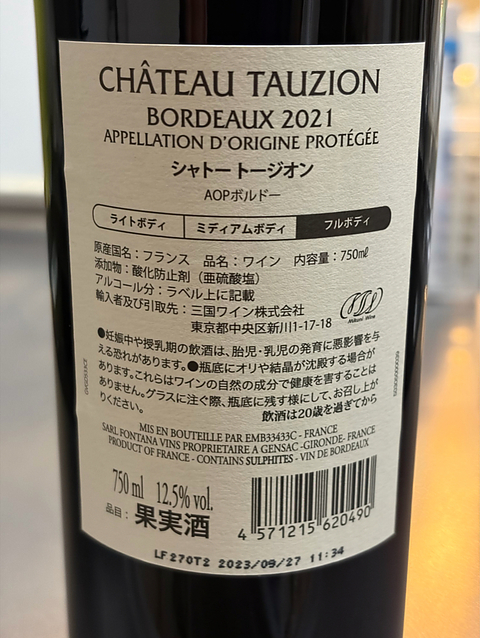 CHÂTEAU TAUZION
BORDEAUX 2021
APPELLATION D'ORIGINE PROTÉGÉE
シャトー トージオン
AOPボルドー
ライトボディ ミディアムボディ フルボディ
原産国名：フランス 品名：ワイン 内容量：750㎖
添加物：酸化防止剤（亜硫酸塩）
アルコール分：ラベル上に記載
輸入者及び引取先：三国ワイン株式会社
東京都中央区新川1-17-18
Mikuni Wine
●妊娠中や授乳期の飲酒は、胎児・乳児の発育に悪影響を与
える恐れがあります。●瓶底にオリや結晶が沈殿する場合が
あります。これらはワインの自然の成分で健康を害することは
ありません。グラスに注ぐ際、瓶底に残す様にして、お召し上が
りください。
飲酒は20歳を過ぎてから
MIS EN BOUTEILLE PAR EMB33433C - FRANCE
SARL FONTANA VINS PROPRIETAIRE A GENSAC -GIRONDE- FRANCE
PRODUCT OF FRANCE - CONTAINS SULPHITES - VIN DE BORDEAUX
750 ml 12.5% vol.
品目：果実酒
4 571215 620490
LF270T2 2023/09/27 11:34